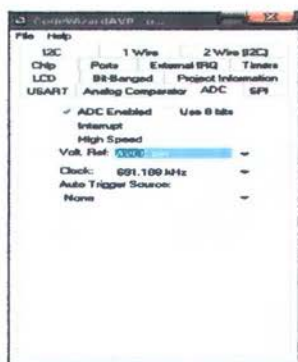 CodeWizardAVR
File Help
I2C 1 Wire 2 Wire (I2C)
Chip Ports External IRQ Timers
LCD Bit-Banged Project Information
USART Analog Comparator ADC SPI
ADC Enabled Use 8 bits
Interrupt
High Speed
Volt. Ref:
Clock: 691.199 kHz
Auto Trigger Source:
None